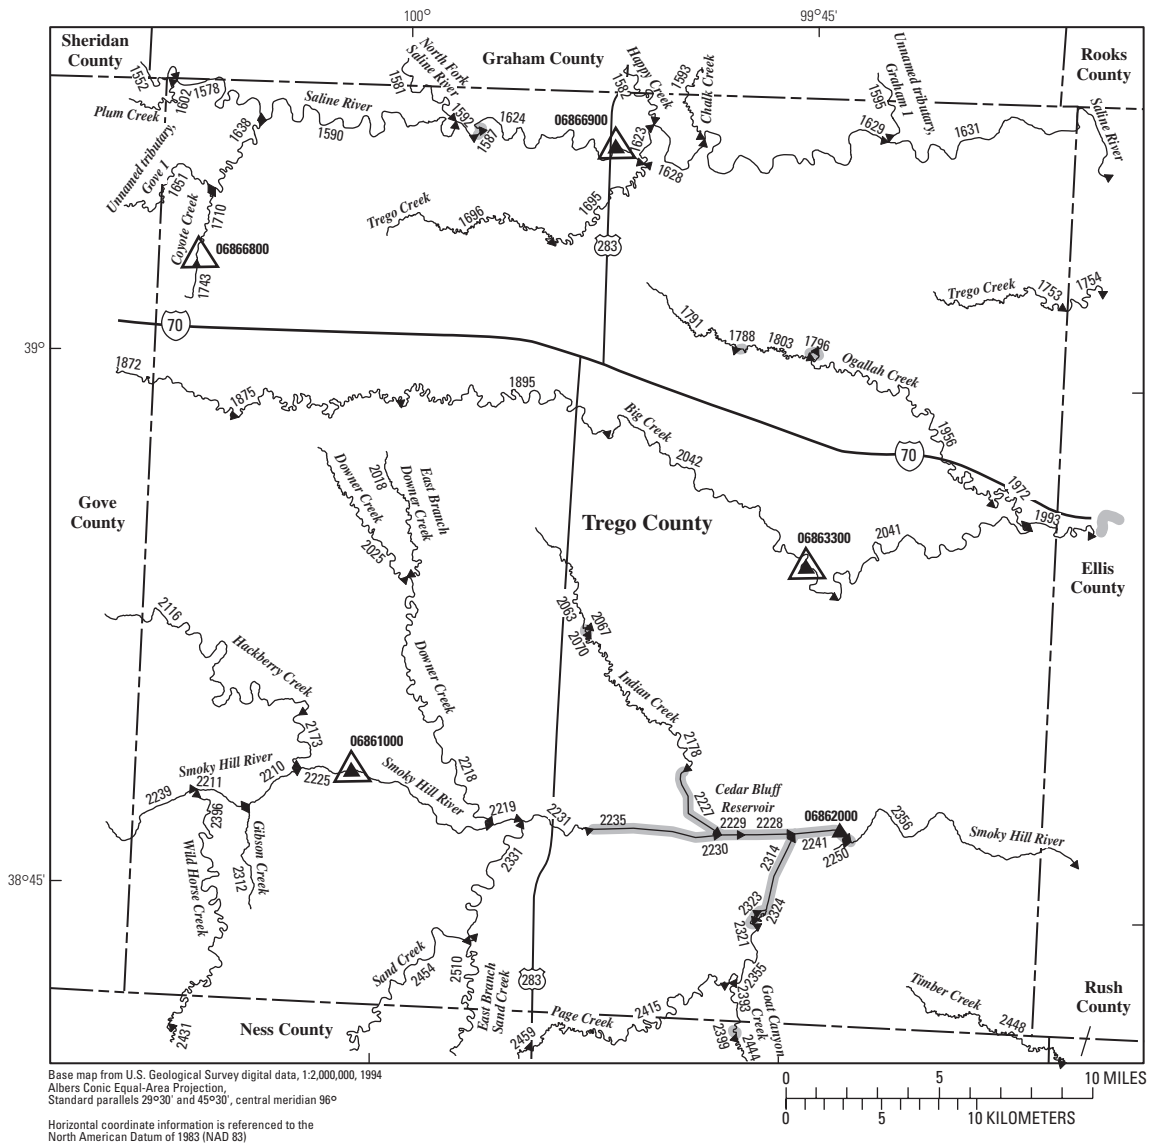 100°
99°45'
Sheridan
County
Graham County
Rooks
County
North Fork
Saline River
Happy Creek
Chalk Creek
Unnamed tributary,
Graham 1
1552
1602
1578
1581
1582
1593
1595
Plum Creek
Saline River
1592
1587
1624
06866900
1623
1629
1631
Saline River
Unnamed tributary,
Gove 1
1638
1590
1628
1651
1710
Coyote Creek
06866800
1743
Trego Creek
1696
1695
283
Trego Creek
1753
1754
70
39°
1791
1788
1803
1796
Ogallah Creek
1872
1875
1895
Big Creek
2042
1956
70
1972
1993
Downer Creek
2018
East Branch
Downer Creek
2025
Gove
County
Trego County
06863300
2041
Ellis
County
2116
Hackberry Creek
2063
2067
2070
Downer Creek
Indian Creek
2173
2178
06861000
Smoky Hill River
2210
2225
Smoky Hill River
2218
2239
2211
2396
Cedar Bluff
Reservoir
2227
2219
2231
2235
2229
2228
06862000
2356
2230
2241
2250
Smoky Hill River
Gibson Creek
2312
Wild Horse Creek
2331
2314
38°45'
2323
2324
2321
Sand Creek
2454
2510
East Branch
Sand Creek
283
2355
2393
Goat Canyon
Creek
Timber Creek
2448
Rush
County
2431
Ness County
2459
Page Creek
2415
2399
2444
Base map from U.S. Geological Survey digital data, 1:2,000,000, 1994
Albers Conic Equal-Area Projection,
Standard parallels 29°30' and 45°30', central meridian 96°
Horizontal coordinate information is referenced to the
North American Datum of 1983 (NAD 83)
0 5 10 MILES
0 5 10 KILOMETERS